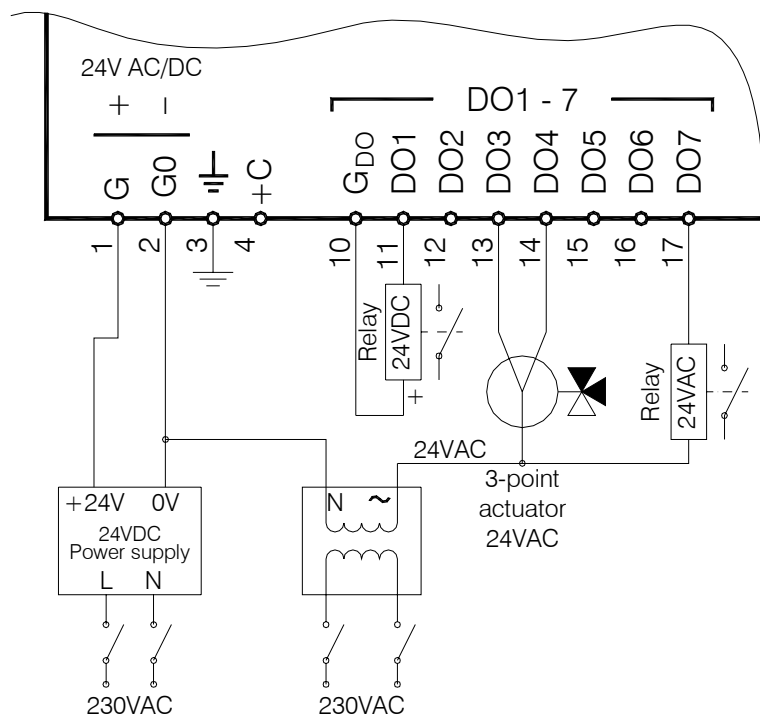 24V AC/DC
+ –
DO1 - 7
G
G0
+C
GDO
DO1
DO2
DO3
DO4
DO5
DO6
DO7
1
2
3
4
10
11
12
13
14
15
16
17
Relay
24VDC
+
Relay
24VAC
24VAC
3-point
actuator
24VAC
+24V 0V
24VDC
Power supply
L N
N ~
230VAC
230VAC